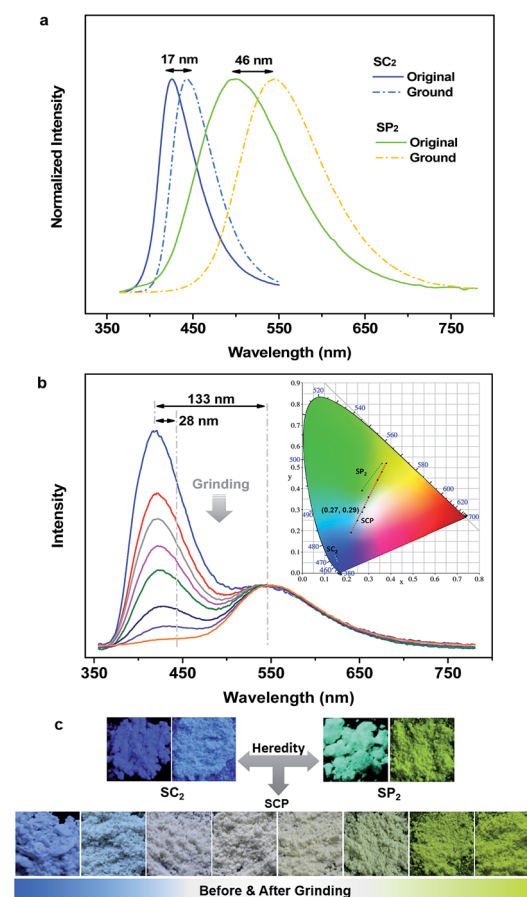 a
17 nm
46 nm
SC2
Original
Ground
SP2
Original
Ground
Normalized Intensity
350 450 550 650 750
Wavelength (nm)
b
133 nm
28 nm
Grinding
Intensity
350 450 550 650 750
Wavelength (nm)
0.9
0.8
0.7
0.6
0.5
y
0.4
0.3
0.2
0.1
0.0
0.0 0.1 0.2 0.3 0.4 0.5 0.6 0.7 0.8
x
520
540
560
580
600
620
700
500
490
480
470
460
380
SP2
(0.27, 0.29)
SCP
SC2
c
Heredity
SC2
SCP
SP2
Before & After Grinding